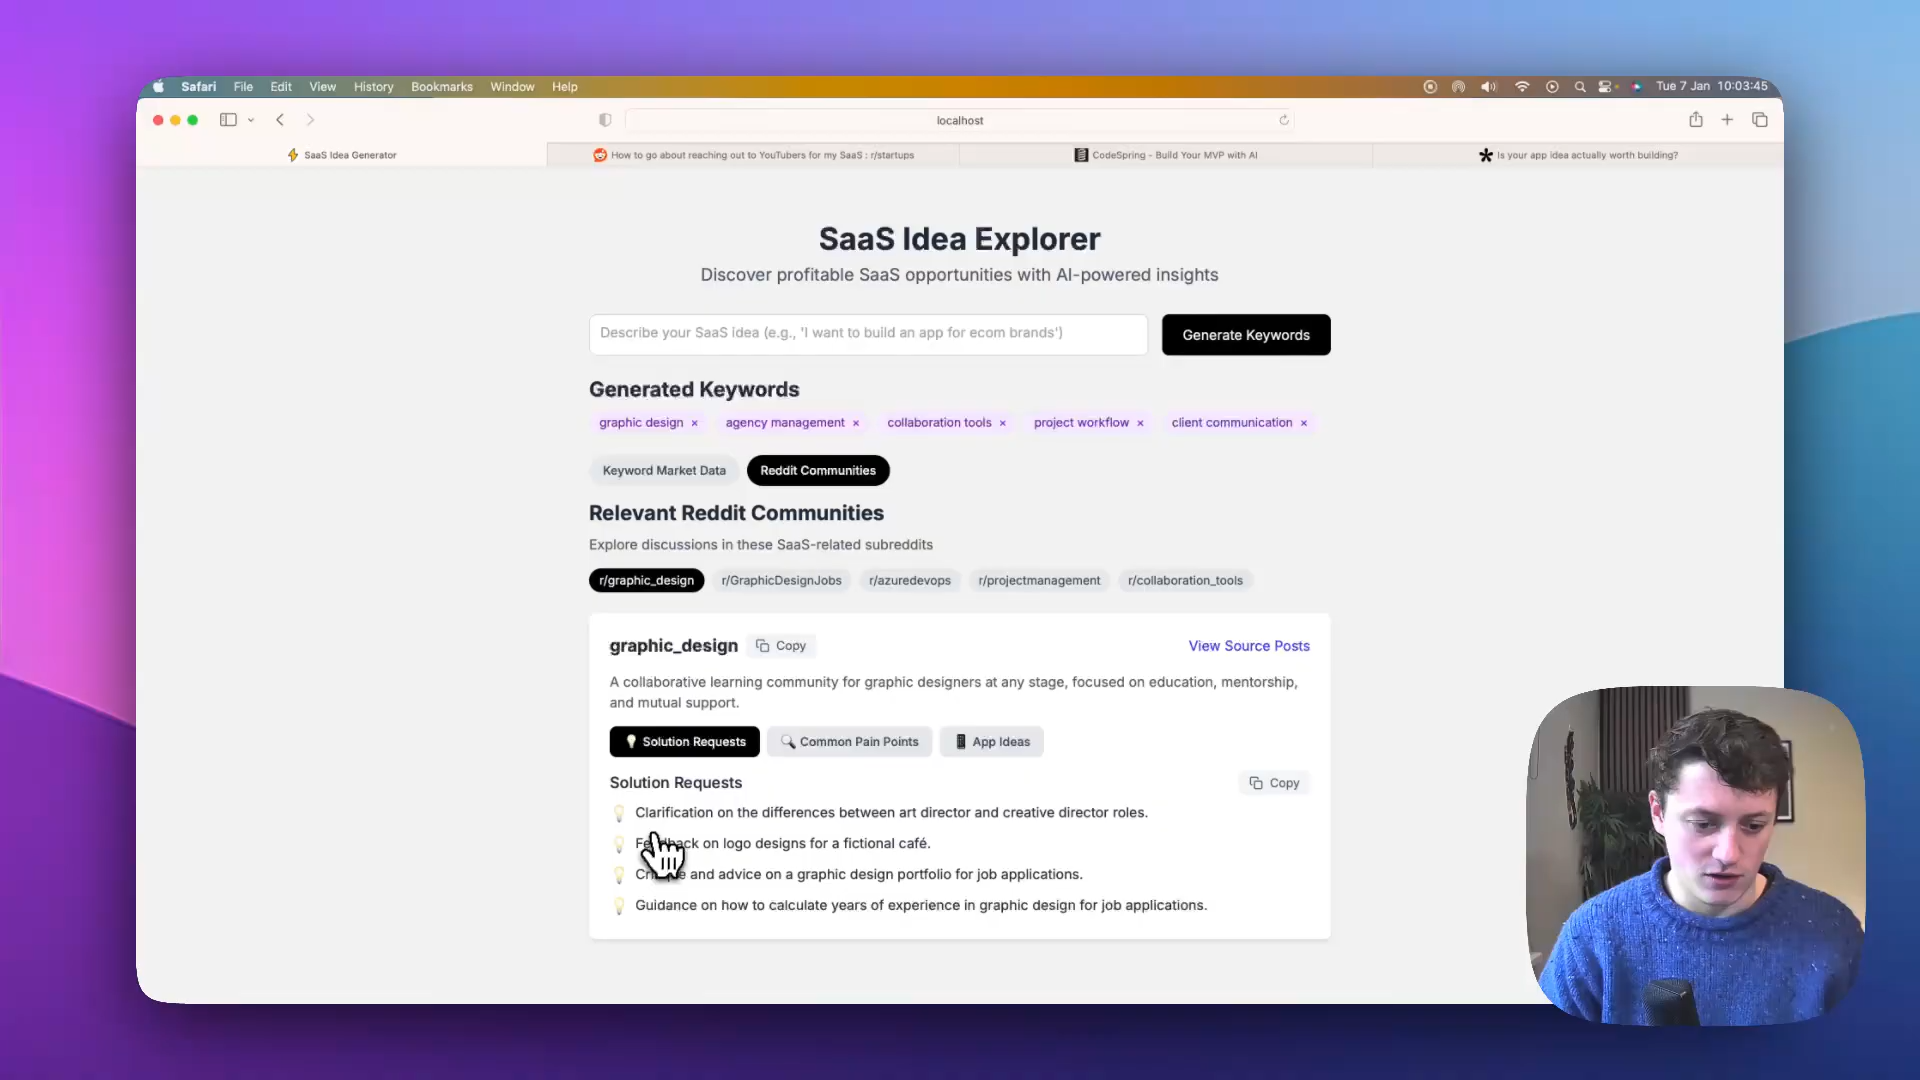 Safari File Edit View History Bookmarks Window Help Tue 7 Jan 10:03:45
localhost
SaaS Idea Generator
How to go about reaching out to YouTubers for my SaaS : r/startups
CodeSpring - Build Your MVP with AI
Is your app idea actually worth building?
SaaS Idea Explorer
Discover profitable SaaS opportunities with AI-powered insights
Describe your SaaS idea (e.g., 'I want to build an app for ecom brands')
Generate Keywords
Generated Keywords
graphic design × agency management × collaboration tools × project workflow × client communication ×
Keyword Market Data Reddit Communities
Relevant Reddit Communities
Explore discussions in these SaaS-related subreddits
r/graphic_design r/GraphicDesignJobs r/azuredevops r/projectmanagement r/collaboration_tools
graphic_design Copy View Source Posts
A collaborative learning community for graphic designers at any stage, focused on education, mentorship,
and mutual support.
Solution Requests Common Pain Points App Ideas
Solution Requests Copy
Clarification on the differences between art director and creative director roles.
on logo designs for a fictional café.
and advice on a graphic design portfolio for job applications.
Guidance on how to calculate years of experience in graphic design for job applications.